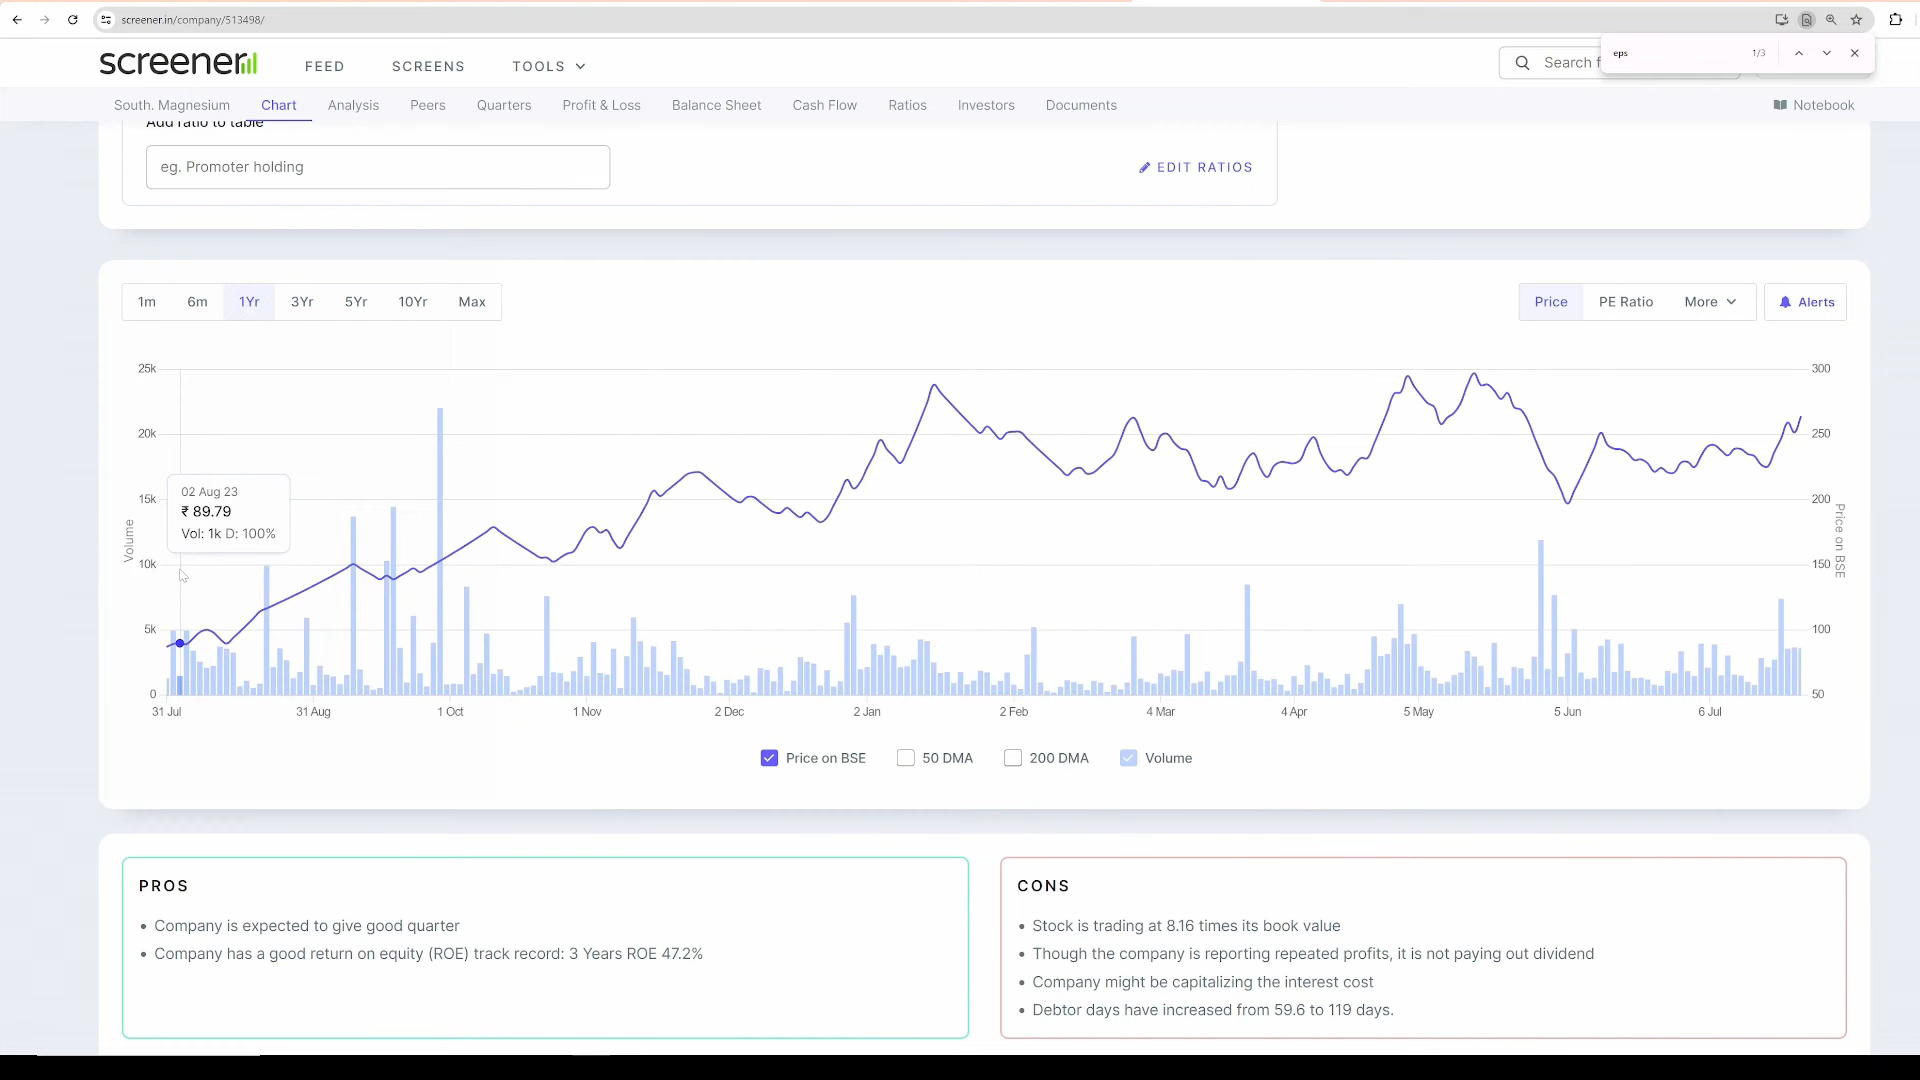 screener.in/company/513498/
screener
FEED
SCREENS
TOOLS
Search f
eps
1/3
South. Magnesium
Chart
Analysis
Peers
Quarters
Profit & Loss
Balance Sheet
Cash Flow
Ratios
Investors
Documents
Notebook
Add ratio to table
eg. Promoter holding
EDIT RATIOS
1m
6m
1Yr
3Yr
5Yr
10Yr
Max
Price
PE Ratio
More
Alerts
25k
20k
15k
10k
5k
0
Volume
300
250
200
150
100
50
Price on BSE
02 Aug 23
₹ 89.79
Vol: 1k D: 100%
31 Jul
31 Aug
1 Oct
1 Nov
2 Dec
2 Jan
2 Feb
4 Mar
4 Apr
5 May
5 Jun
6 Jul
Price on BSE
50 DMA
200 DMA
Volume
PROS
• Company is expected to give good quarter
• Company has a good return on equity (ROE) track record: 3 Years ROE 47.2%
CONS
• Stock is trading at 8.16 times its book value
• Though the company is reporting repeated profits, it is not paying out dividend
• Company might be capitalizing the interest cost
• Debtor days have increased from 59.6 to 119 days.